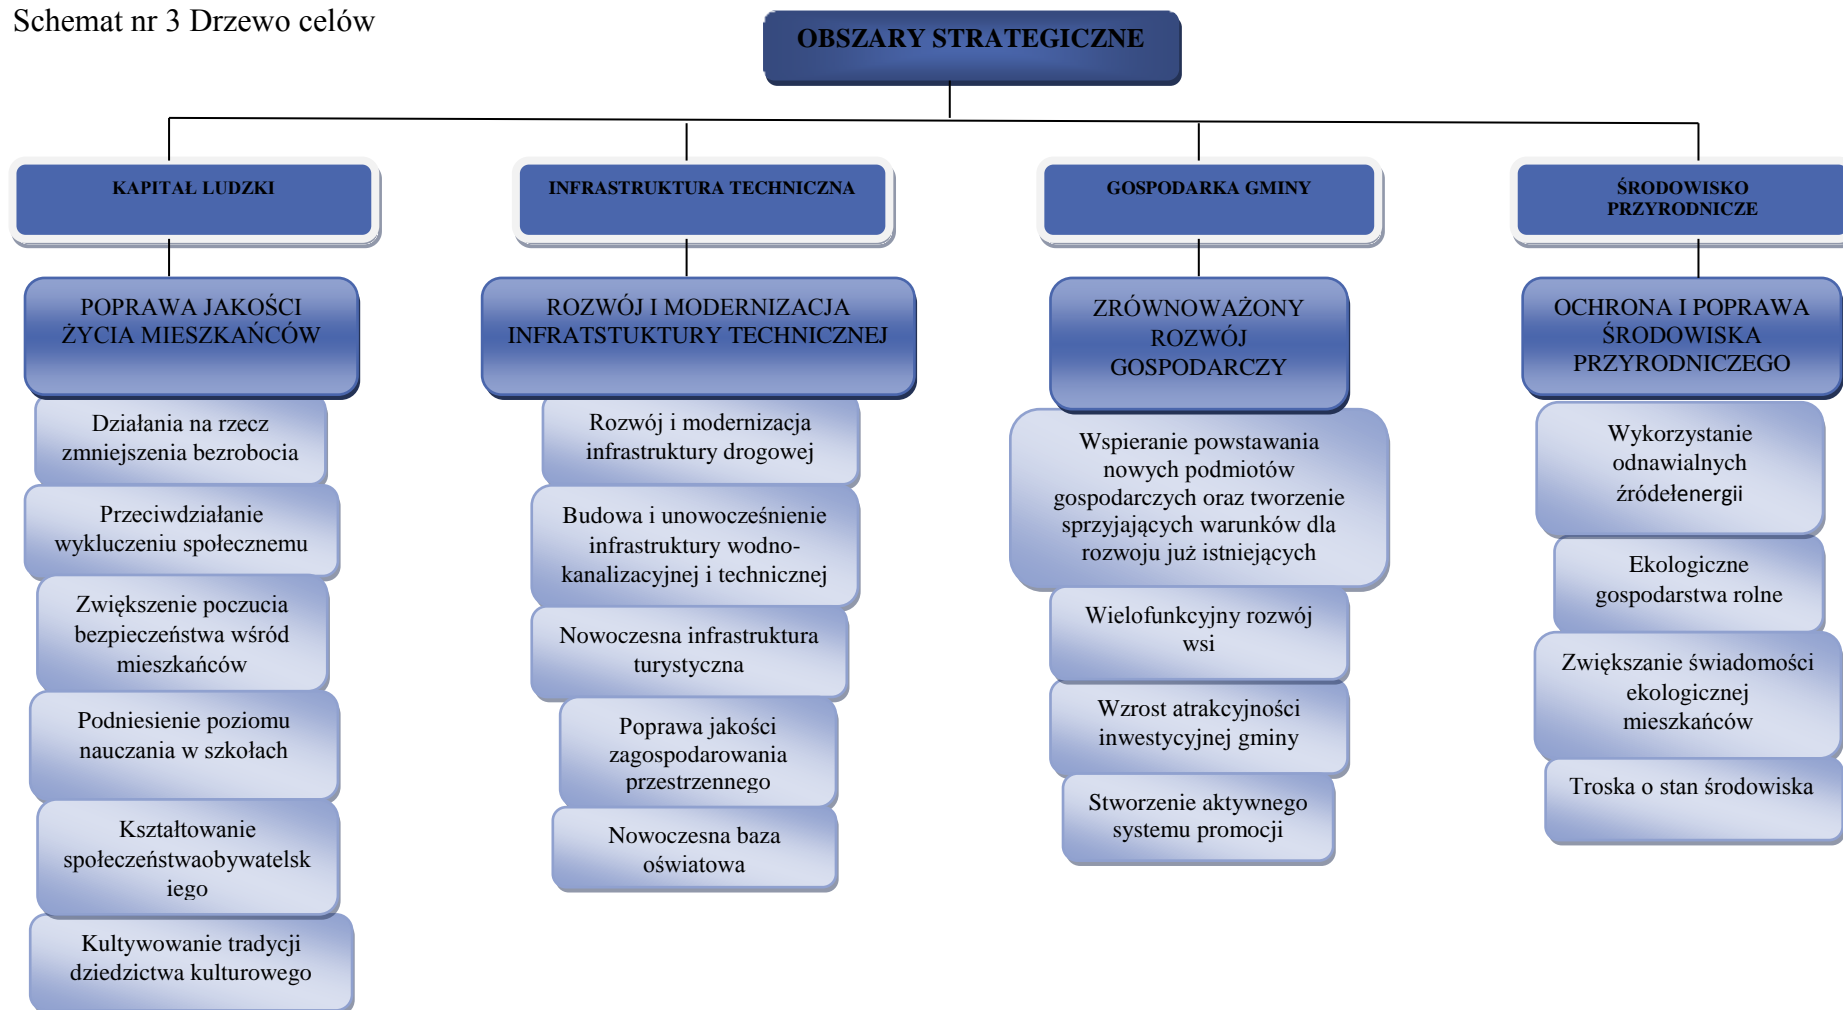 Schemat nr 3 Drzewo celów
OBSZARY STRATEGICZNE
KAPITAŁ LUDZKI
INFRASTRUKTURA TECHNICZNA
GOSPODARKA GMINY
ŚRODOWISKO
PRZYRODNICZE
POPRAWA JAKOŚCI
ŻYCIA MIESZKAŃCÓW
ROZWÓJ I MODERNIZACJA
INFRATSTUKTURY TECHNICZNEJ
ZRÓWNOWAŻONY
ROZWÓJ
GOSPODARCZY
OCHRONA I POPRAWA
ŚRODOWISKA
PRZYRODNICZEGO
Działania na rzecz
zmniejszenia bezrobocia
Przeciwdziałanie
wykluczeniu społecznemu
Zwiększenie poczucia
bezpieczeństwa wśród
mieszkańców
Podniesienie poziomu
nauczania w szkołach
Kształtowanie
społeczeństwaobywatelsk
iego
Kultywowanie tradycji
dziedzictwa kulturowego
Rozwój i modernizacja
infrastruktury drogowej
Budowa i unowocześnienie
infrastruktury wodno-
kanalizacyjnej i technicznej
Nowoczesna infrastruktura
turystyczna
Poprawa jakości
zagospodarowania
przestrzennego
Nowoczesna baza
oświatowa
Wspieranie powstawania
nowych podmiotów
gospodarczych oraz tworzenie
sprzyjających warunków dla
rozwoju już istniejących
Wielofunkcyjny rozwój
wsi
Wzrost atrakcyjności
inwestycyjnej gminy
Stworzenie aktywnego
systemu promocji
Wykorzystanie
odnawialnych
źródełenergii
Ekologiczne
gospodarstwa rolne
Zwiększanie świadomości
ekologicznej
mieszkańców
Troska o stan środowiska